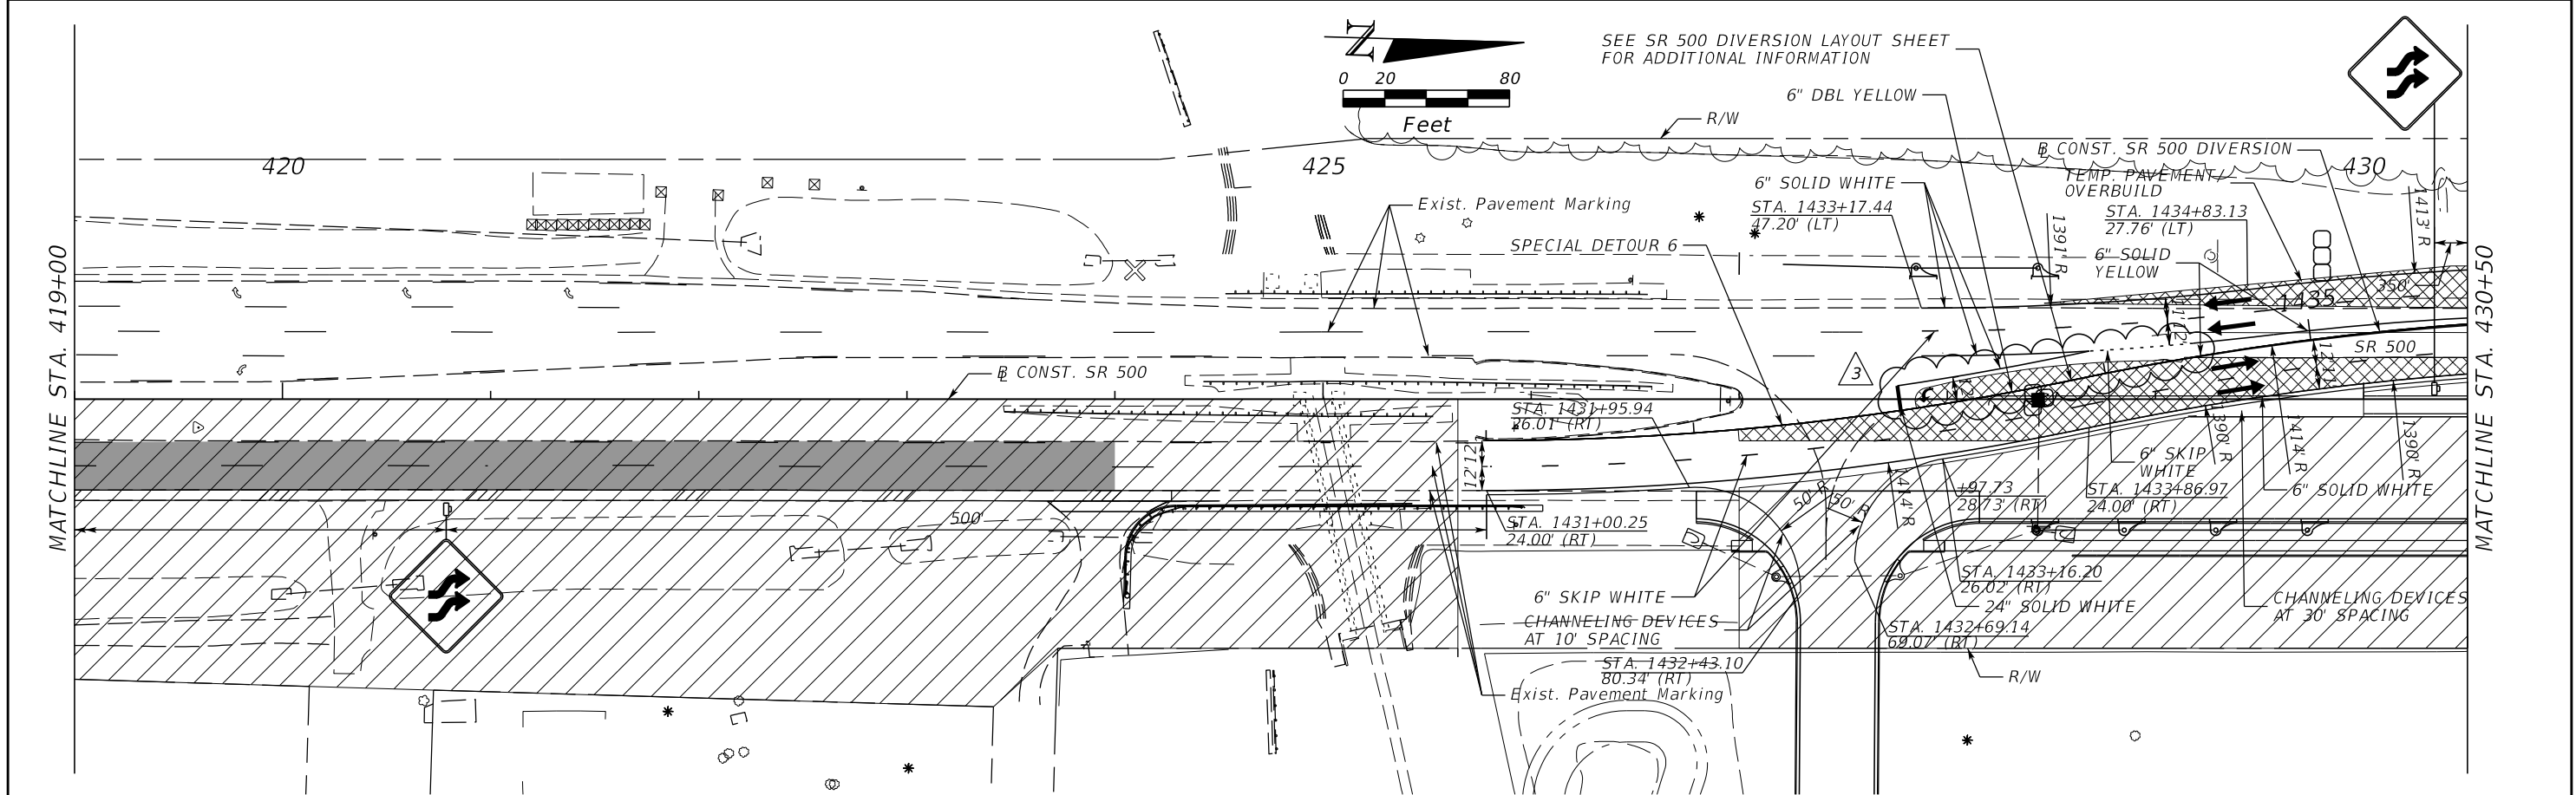 N
0 20 80
Feet
SEE SR 500 DIVERSION LAYOUT SHEET
FOR ADDITIONAL INFORMATION
6" DBL YELLOW
R/W
420
425
430
B CONST. SR 500 DIVERSION
TEMP. PAVEMENT/
OVERBUILD
6" SOLID WHITE
STA. 1433+17.44
47.20' (LT)
STA. 1434+83.13
27.76' (LT)
Exist. Pavement Marking
SPECIAL DETOUR 6
6" SOLID
YELLOW
1391' R
1413' R
350'
1435
MATCHLINE STA. 419+00
MATCHLINE STA. 430+50
SR 500
B CONST. SR 500
3
STA. 1431+95.94
26.01' (RT)
12' 12'
1390' R
1414' R
1390' R
6" SKIP
WHITE
6" SOLID WHITE
+97.73
28.73' (RT)
STA. 1433+86.97
24.00' (RT)
1414' R
50' R
50' R
500'
STA. 1431+00.25
24.00' (RT)
STA. 1433+16.20
26.02' (RT)
6" SKIP WHITE
24" SOLID WHITE
CHANNELING DEVICES
AT 30' SPACING
CHANNELING DEVICES
AT 10' SPACING
STA. 1432+69.14
69.07' (RT)
STA. 1432+43.10
80.34' (RT)
R/W
Exist. Pavement Marking